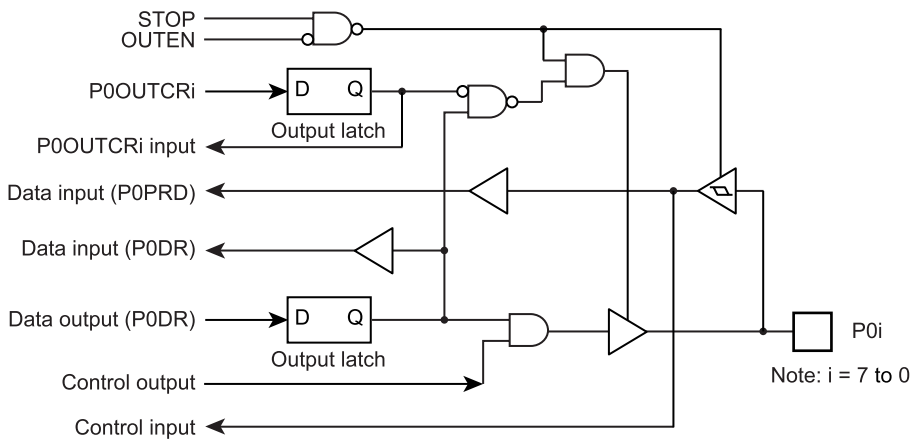 STOP
OUTEN
P0OUTCRi
D Q
Output latch
P0OUTCRi input
Data input (P0PRD)
Data input (P0DR)
Data output (P0DR)
D Q
Output latch
P0i
Note: i = 7 to 0
Control output
Control input